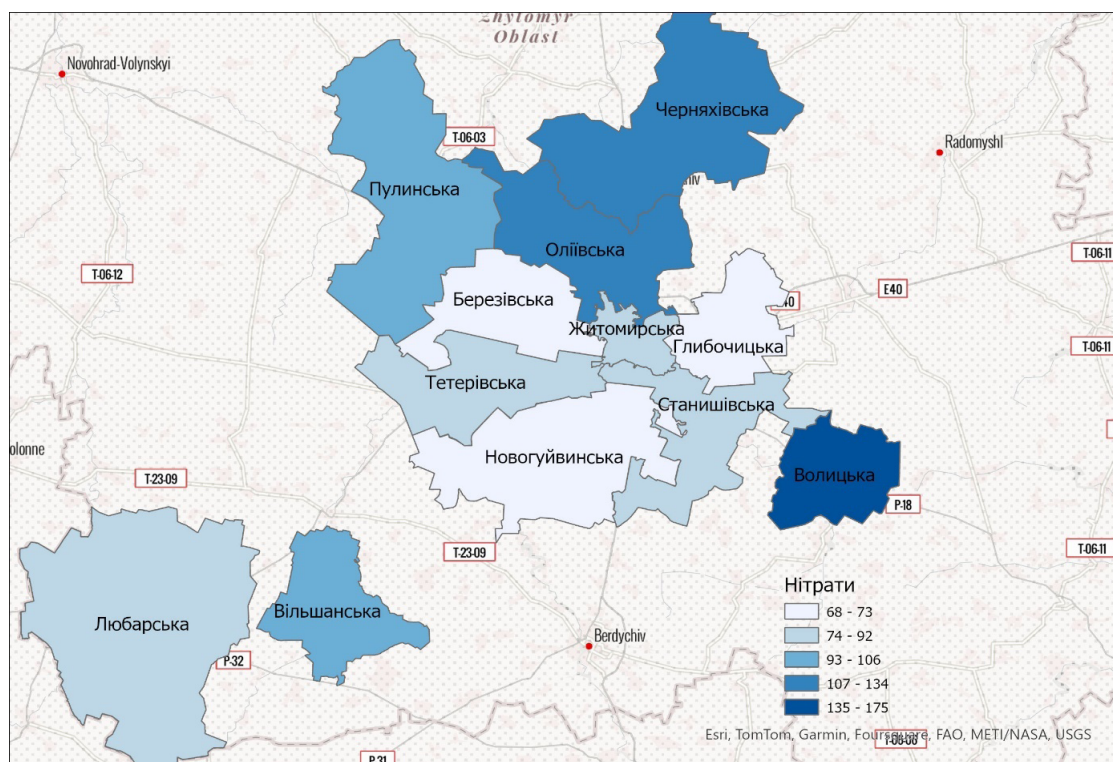 Zhytomyr
Oblast
Novohrad-Volynskyi
Черняхівська
T-06-03
Radomyshl
Пулинська
Оліївська
T-06-11
T-06-12
E40
Березівська
Житомирська
Глибочицька
T-06-11
Тетерівська
Станишівська
olonne
Новогуйвинська
Волицька
T-23-09
P-18
T-23-09
T-06-11
Нітрати
68 - 73
74 - 92
93 - 106
107 - 134
135 - 175
Вільшанська
Любарська
Berdychiv
P-32
Esri, TomTom, Garmin, Foursquare, FAO, METI/NASA, USGS
P-31